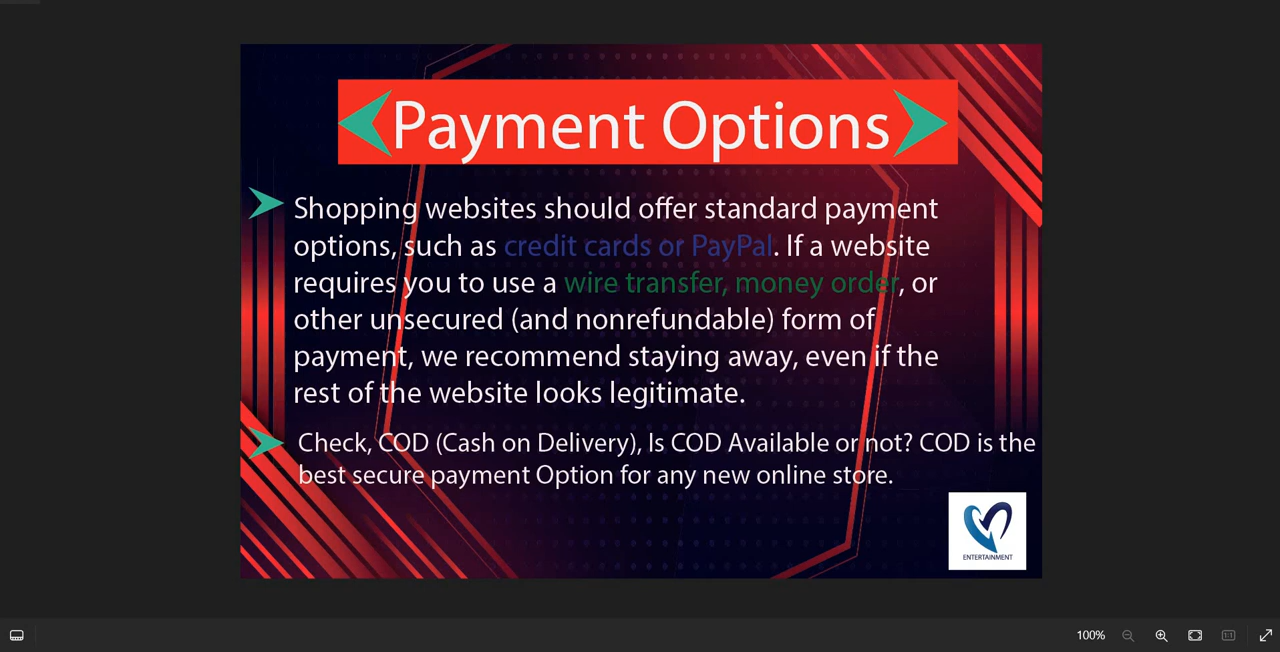 Payment Options
Shopping websites should offer standard payment
options, such as credit cards or PayPal. If a website
requires you to use a wire transfer, money order, or
other unsecured (and nonrefundable) form of
payment, we recommend staying away, even if the
rest of the website looks legitimate.
Check, COD (Cash on Delivery), Is COD Available or not? COD is the
best secure payment Option for any new online store.
ENTERTAINMENT
100%
1:1